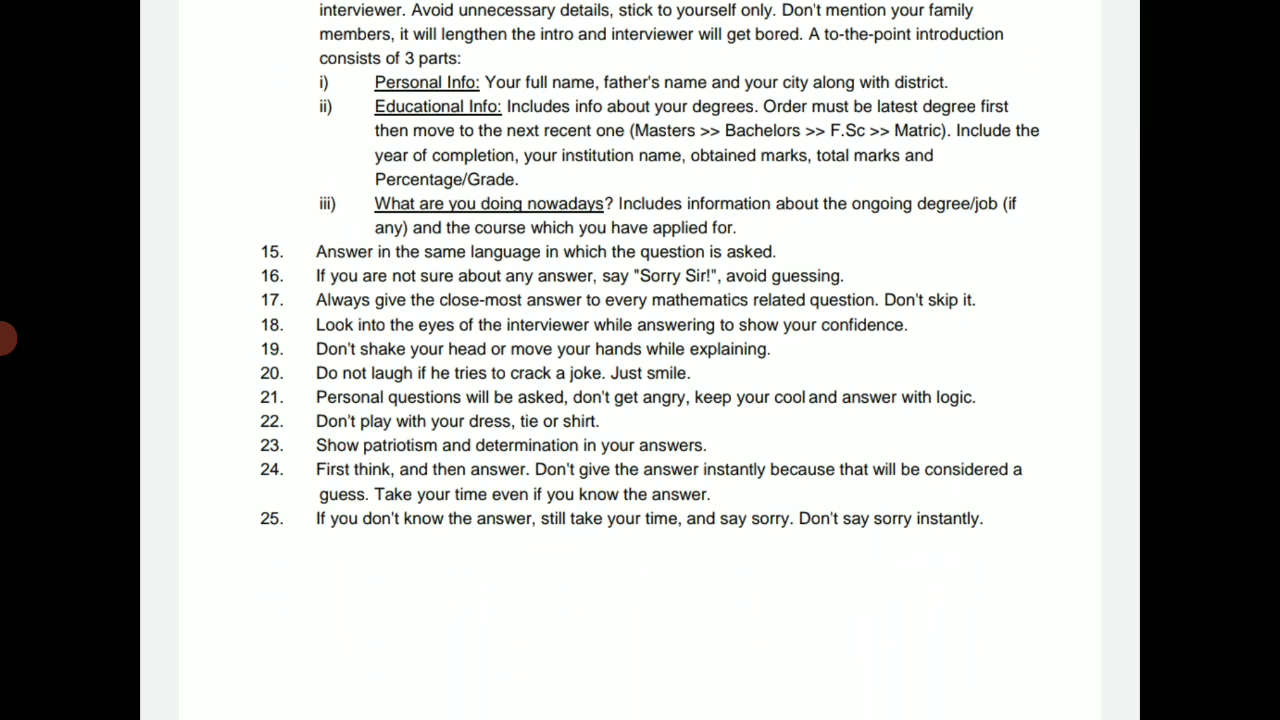 interviewer. Avoid unnecessary details, stick to yourself only. Don't mention your family
members, it will lengthen the intro and interviewer will get bored. A to-the-point introduction
consists of 3 parts:
i) Personal Info: Your full name, father's name and your city along with district.
ii) Educational Info: Includes info about your degrees. Order must be latest degree first
then move to the next recent one (Masters >> Bachelors >> F.Sc >> Matric). Include the
year of completion, your institution name, obtained marks, total marks and
Percentage/Grade.
iii) What are you doing nowadays? Includes information about the ongoing degree/job (if
any) and the course which you have applied for.
15. Answer in the same language in which the question is asked.
16. If you are not sure about any answer, say "Sorry Sir!", avoid guessing.
17. Always give the close-most answer to every mathematics related question. Don't skip it.
18. Look into the eyes of the interviewer while answering to show your confidence.
19. Don't shake your head or move your hands while explaining.
20. Do not laugh if he tries to crack a joke. Just smile.
21. Personal questions will be asked, don't get angry, keep your cool and answer with logic.
22. Don't play with your dress, tie or shirt.
23. Show patriotism and determination in your answers.
24. First think, and then answer. Don't give the answer instantly because that will be considered a
guess. Take your time even if you know the answer.
25. If you don't know the answer, still take your time, and say sorry. Don't say sorry instantly.